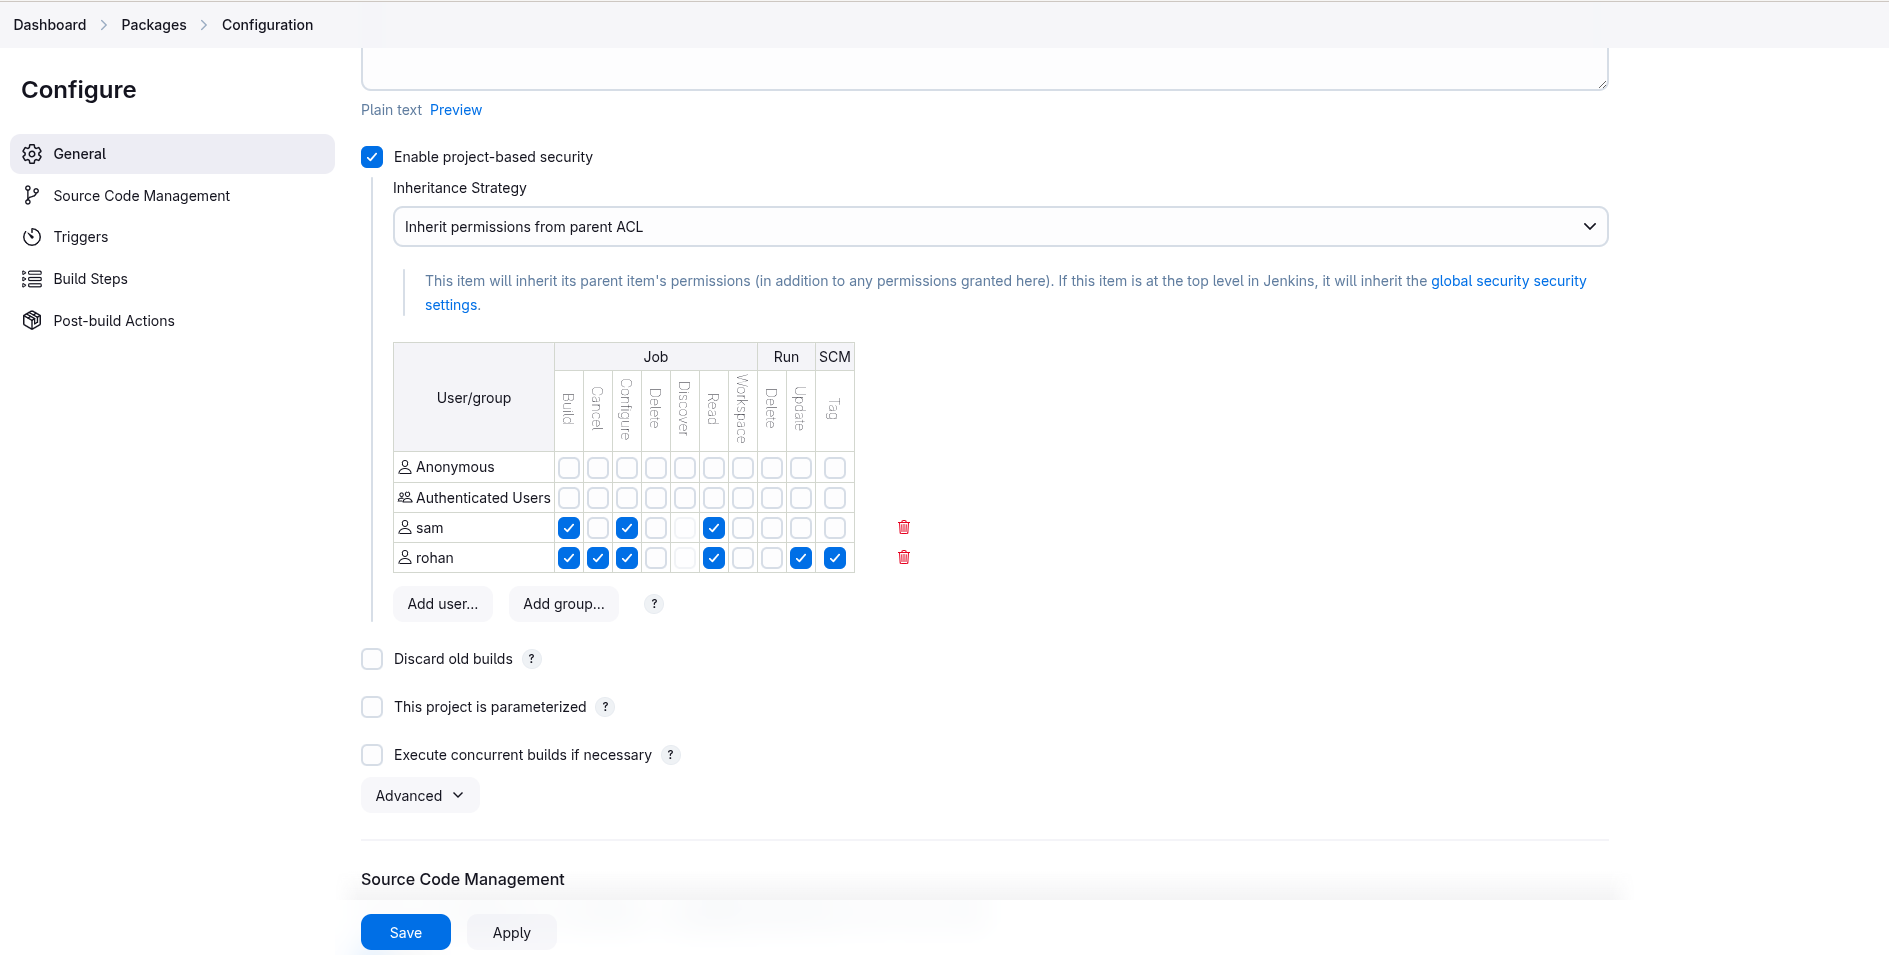 Dashboard Packages Configuration
Configure
General
Source Code Management
Triggers
Build Steps
Post-build Actions
Plain text Preview
Enable project-based security
Inheritance Strategy
Inherit permissions from parent ACL
This item will inherit its parent item's permissions (in addition to any permissions granted here). If this item is at the top level in Jenkins, it will inherit the global security security
settings.
User/group Job Run SCM
Build Cancel Configure Delete Discover Read Workspace Delete Update Tag
Anonymous
Authenticated Users
sam
rohan
Add user... Add group... ?
Discard old builds ?
This project is parameterized ?
Execute concurrent builds if necessary ?
Advanced
Source Code Management
Save Apply